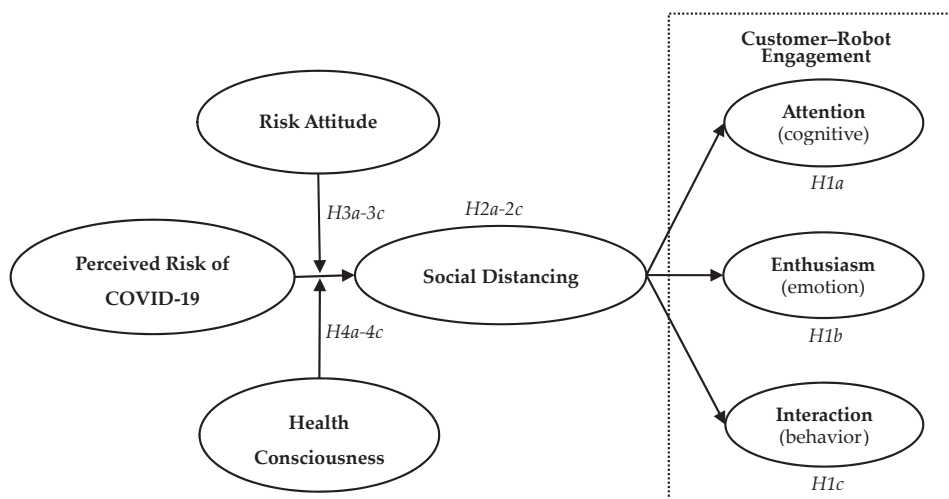 Customer–Robot
Engagement
Attention
(cognitive)
H1a
Risk Attitude
H3a-3c
H2a-2c
Perceived Risk of
COVID-19
Social Distancing
Enthusiasm
(emotion)
H1b
H4a-4c
Health
Consciousness
Interaction
(behavior)
H1c